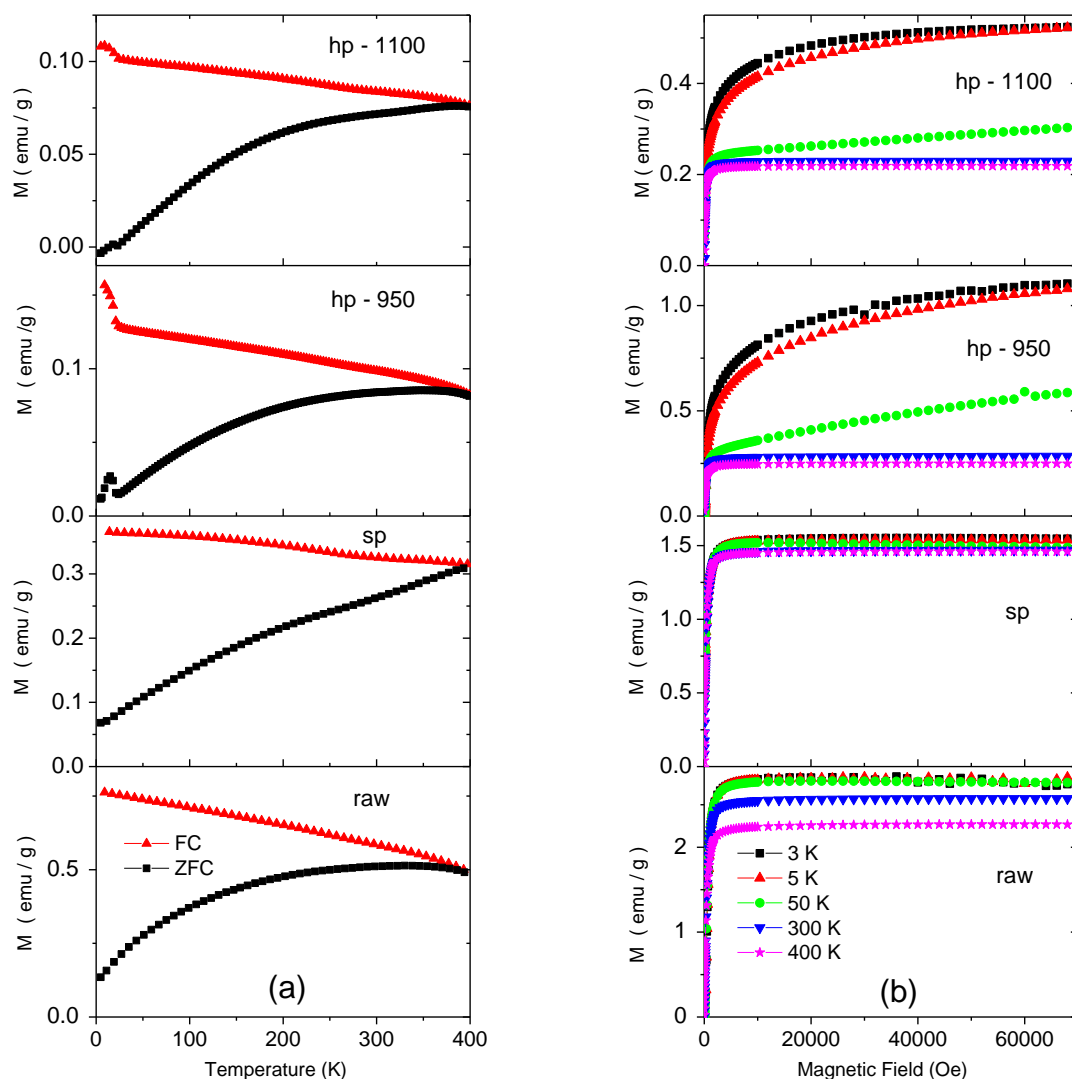 hp - 1100
0.10
0.05
0.00
M ( emu / g )
hp - 950
0.1
0.0
M ( emu /g )
sp
0.3
0.2
0.1
0.0
M ( emu / g )
raw
FC
ZFC
0.5
0.0
M ( emu / g )
(a)
0 100 200 300 400
Temperature (K)
hp - 1100
0.4
0.2
0.0
M ( emu / g )
hp - 950
1.0
0.5
0.0
M ( emu /g )
sp
1.5
1.0
0.5
0.0
M ( emu / g )
raw
3 K
5 K
50 K
300 K
400 K
2
1
0
M ( emu / g )
(b)
0 20000 40000 60000
Magnetic Field (Oe)